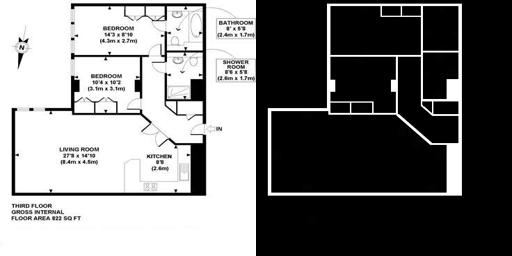 BEDROOM
14'3 x 8'10
(4.3m x 2.7m)
BATHROOM
8' x 5'8
(2.4m x 1.7m)
N
SHOWER
ROOM
8'6 x 5'8
(2.6m x 1.7m)
BEDROOM
10'4 x 10'2
(3.1m x 3.1m)
IN
LIVING ROOM
27'8 x 14'10
(8.4m x 4.5m)
KITCHEN
8'8
(2.6m)
THIRD FLOOR
GROSS INTERNAL
FLOOR AREA 822 SQ FT